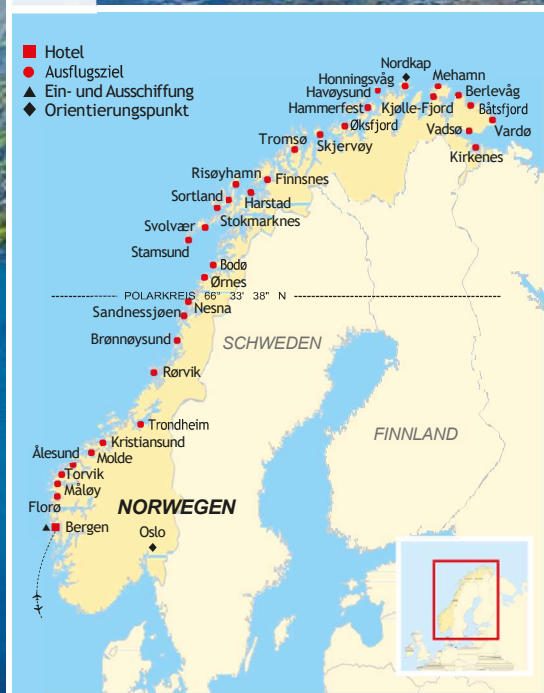 Hotel
Ausflugsziel
Ein- und Ausschiffung
Orientierungspunkt
Nordkap
Honningsvåg
Mehamn
Havøysund
Berlevåg
Hammerfest
Kjølle-Fjord
Båtsfjord
Øksfjord
Vadsø
Vardø
Tromsø
Skjervøy
Kirkenes
Risøyhamn
Finnsnes
Sortland
Harstad
Stokmarknes
Svolvær
Stamsund
Bodø
Ørnes
POLARKREIS 66° 33' 38" N
Nesna
Sandnessjøen
Brønnøysund
SCHWEDEN
Rørvik
Trondheim
FINNLAND
Kristiansund
Ålesund
Molde
Torvik
Måløy
Florø
NORWEGEN
Bergen
Oslo